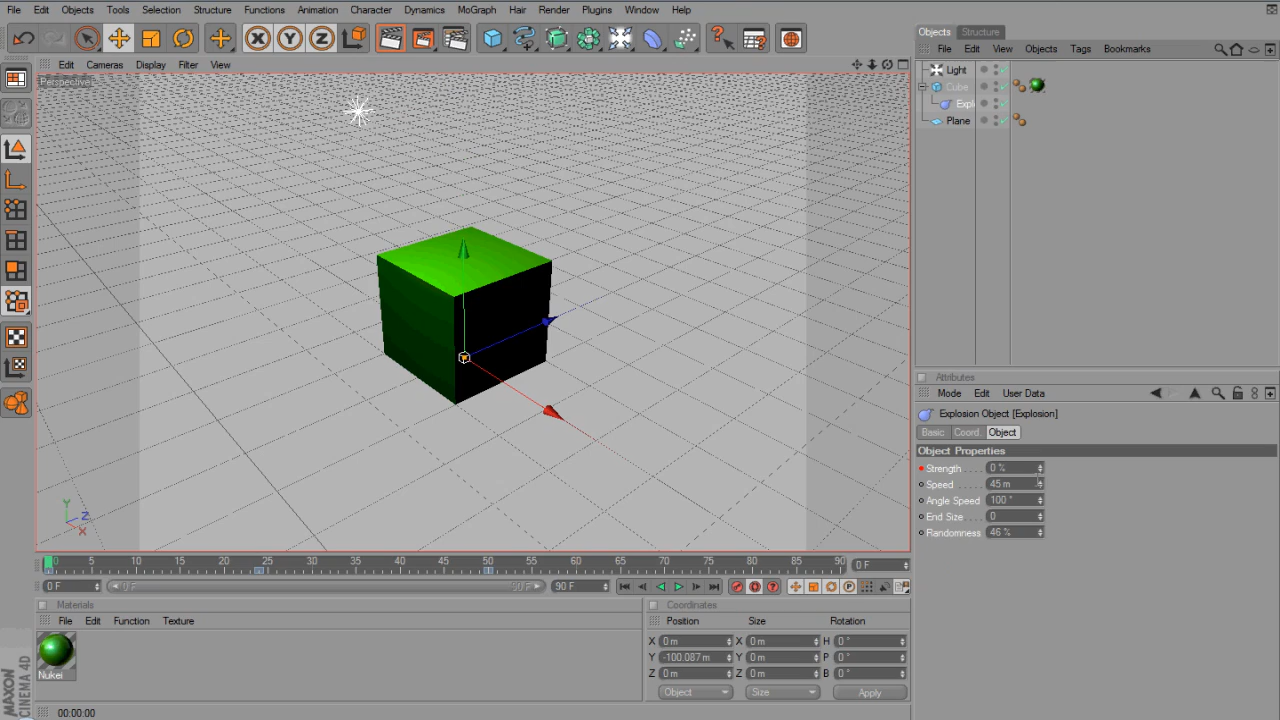 File Edit Objects Tools Selection Structure Functions Animation Character Dynamics MoGraph Hair Render Plugins Window Help
Objects Structure
File Edit View Objects Tags Bookmarks
Edit Cameras Display Filter View
Perspective
Light
Cube
Expl
Plane
Attributes
Mode Edit User Data
Explosion Object [Explosion]
Basic Coord. Object
Object Properties
Strength 0 %
Speed 45 m
Angle Speed 100 °
End Size 0
Randomness 46 %
Y
Z
X
0 5 10 15 20 25 30 35 40 45 50 55 60 65 70 75 80 85 90 0 F
0 F 0 F 90 F 90 F
Materials
File Edit Function Texture
Nukei
Coordinates
Position Size Rotation
X 0 m X 0 m H 0 °
Y -100.087 m Y 0 m P 0 °
Z 0 m Z 0 m B 0 °
Object Size Apply
MAXON
CINEMA 4D
00:00:00